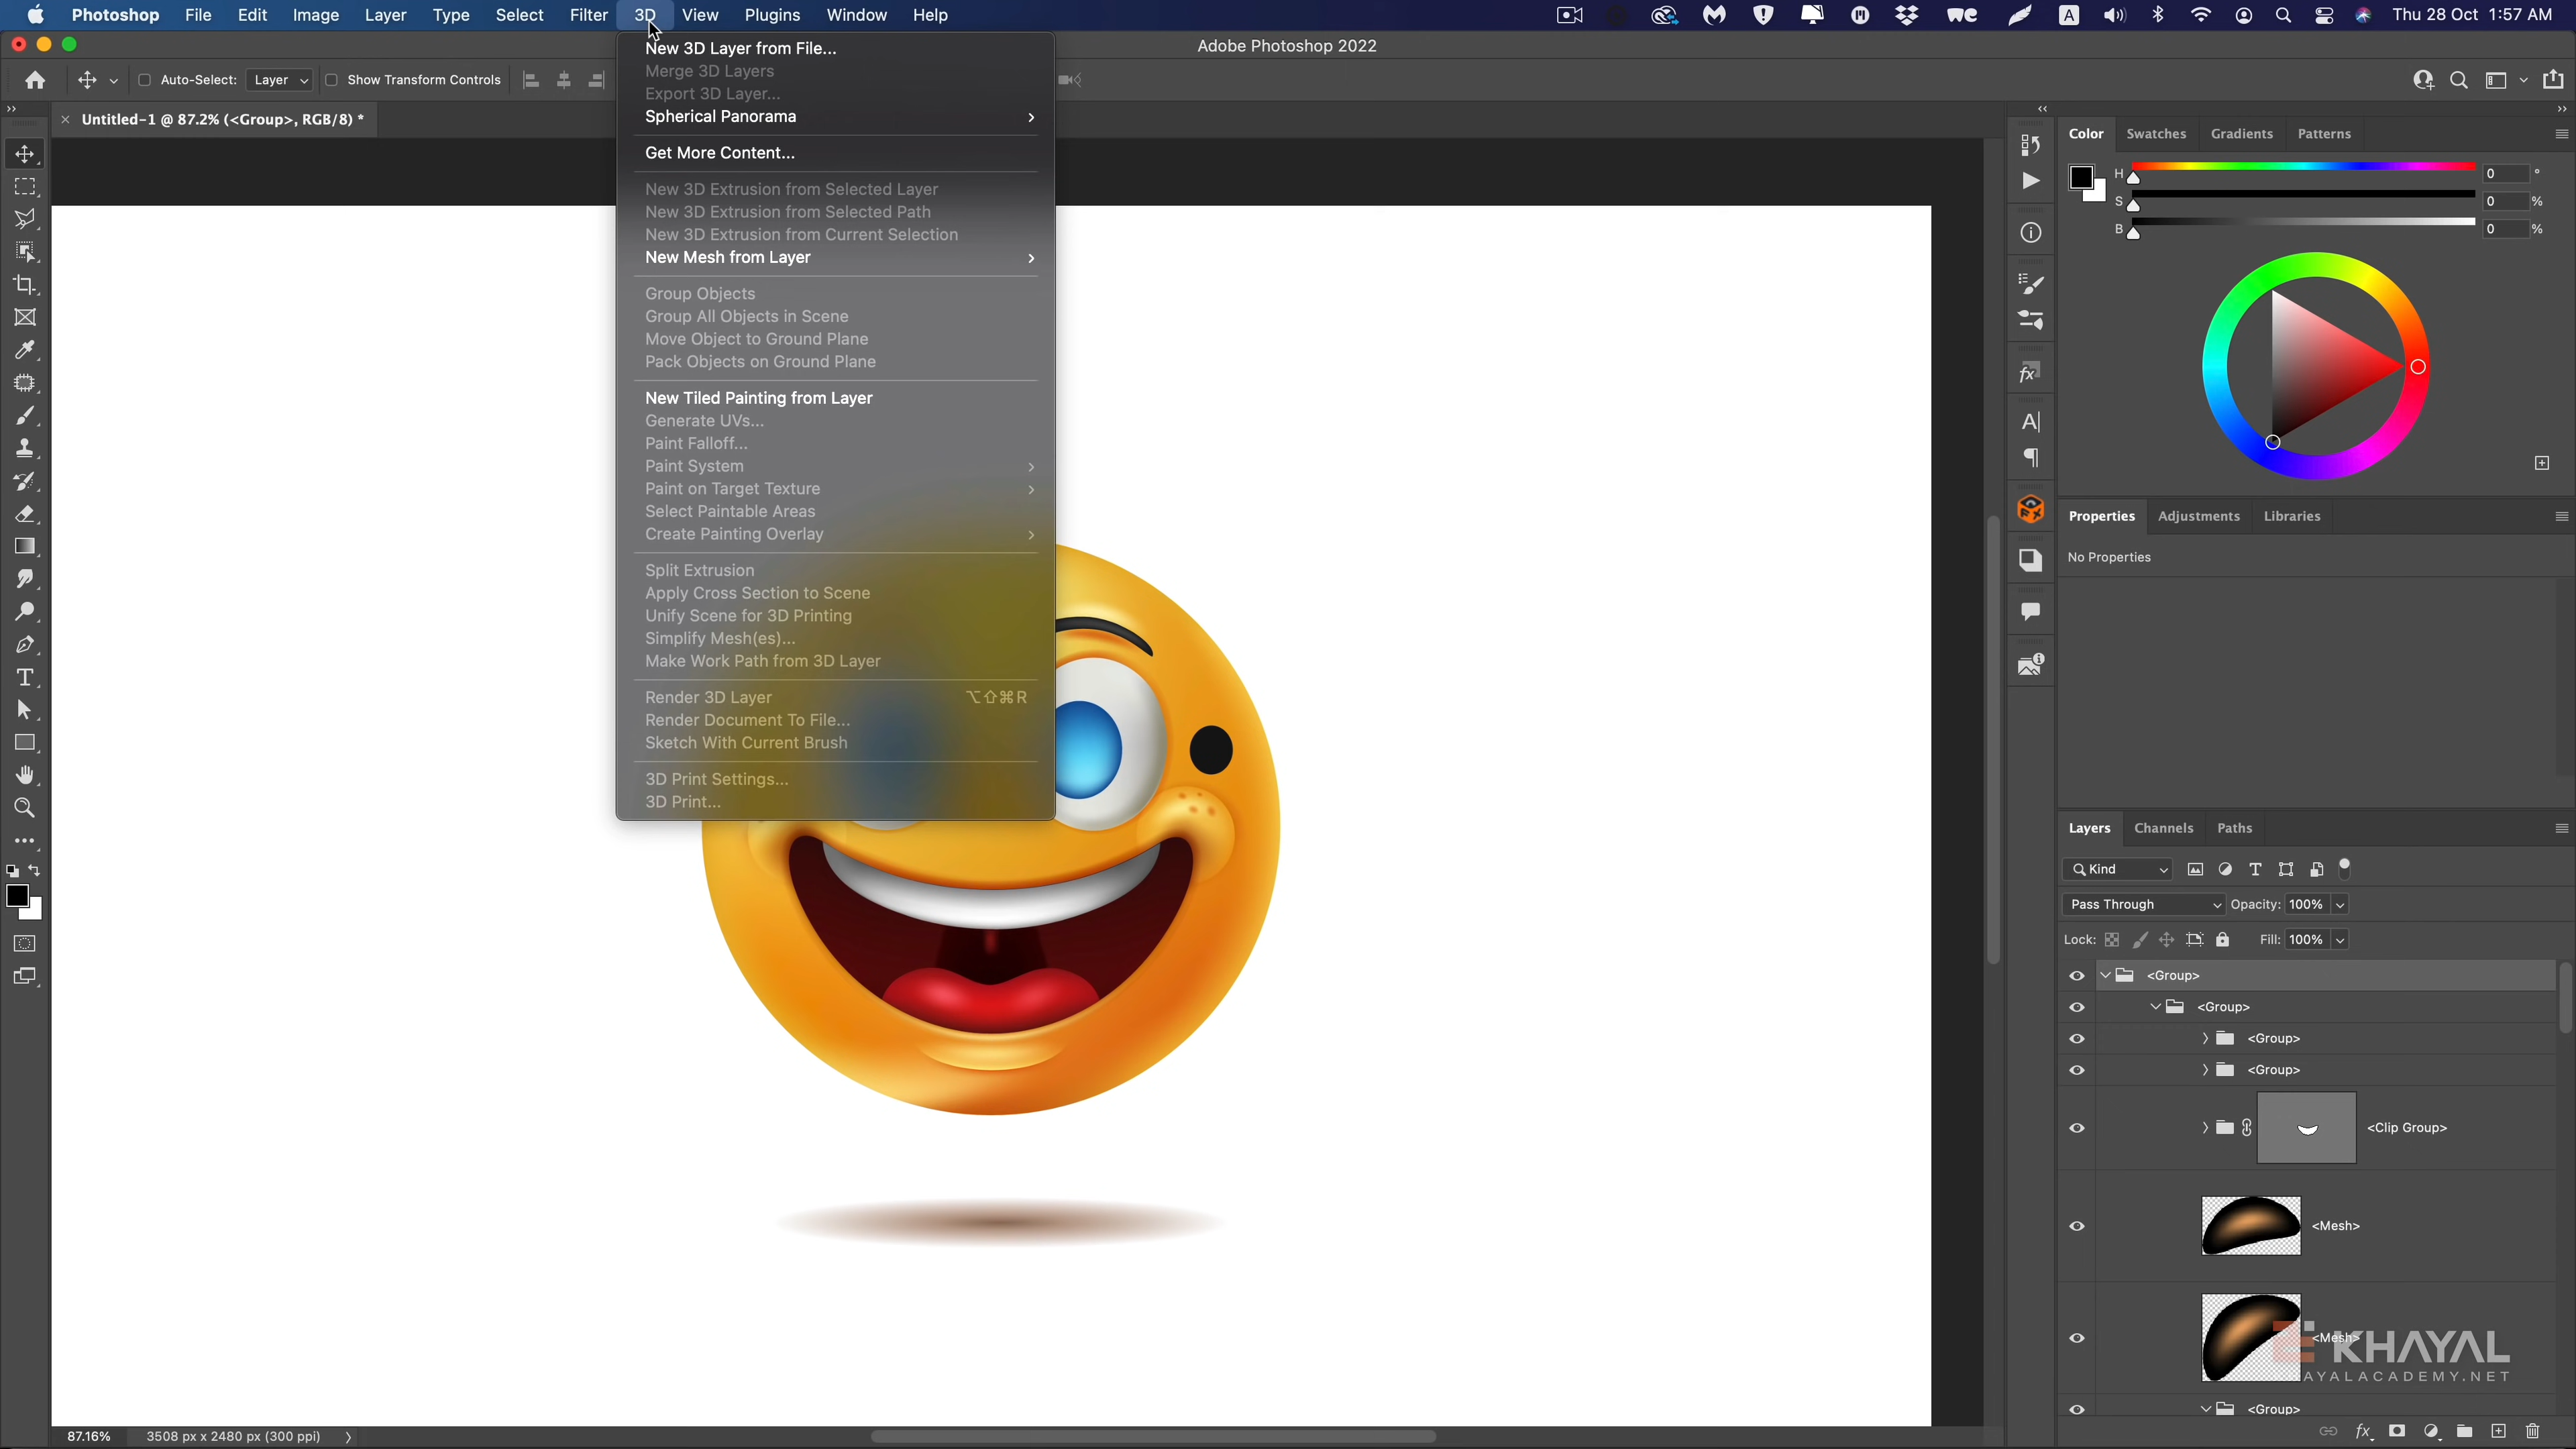 Photoshop File Edit Image Layer Type Select Filter 3D View Plugins Window Help Thu 28 Oct 1:57 AM
Adobe Photoshop 2022
Auto-Select: Layer Show Transform Controls
Untitled-1 @ 87.2% (<Group>, RGB/8) *
New 3D Layer from File...
Merge 3D Layers
Export 3D Layer...
Spherical Panorama
Get More Content...
New 3D Extrusion from Selected Layer
New 3D Extrusion from Selected Path
New 3D Extrusion from Current Selection
New Mesh from Layer
Group Objects
Group All Objects in Scene
Move Object to Ground Plane
Pack Objects on Ground Plane
New Tiled Painting from Layer
Generate UVs...
Paint Falloff...
Paint System
Paint on Target Texture
Select Paintable Areas
Create Painting Overlay
Split Extrusion
Apply Cross Section to Scene
Unify Scene for 3D Printing
Simplify Mesh(es)...
Make Work Path from 3D Layer
Render 3D Layer ⌥⇧⌘R
Render Document To File...
Sketch With Current Brush
3D Print Settings...
3D Print...
Color Swatches Gradients Patterns
H 0 °
S 0 %
B 0 %
Properties Adjustments Libraries
No Properties
Layers Channels Paths
Kind
Pass Through Opacity: 100%
Lock: Fill: 100%
<Group>
<Group>
<Group>
<Group>
<Clip Group>
<Mesh>
<Mesh>
KHAYAL
AYALACADEMY.NET
<Group>
87.16% 3508 px x 2480 px (300 ppi)